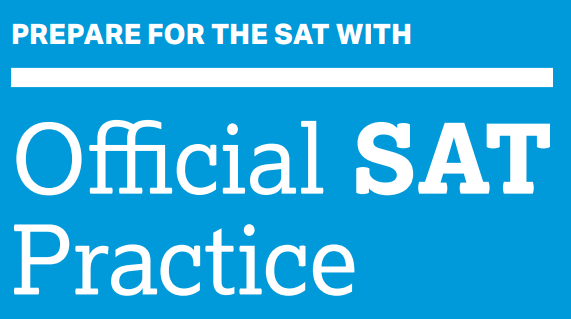 PREPARE FOR THE SAT WITH
Official SAT
Practice